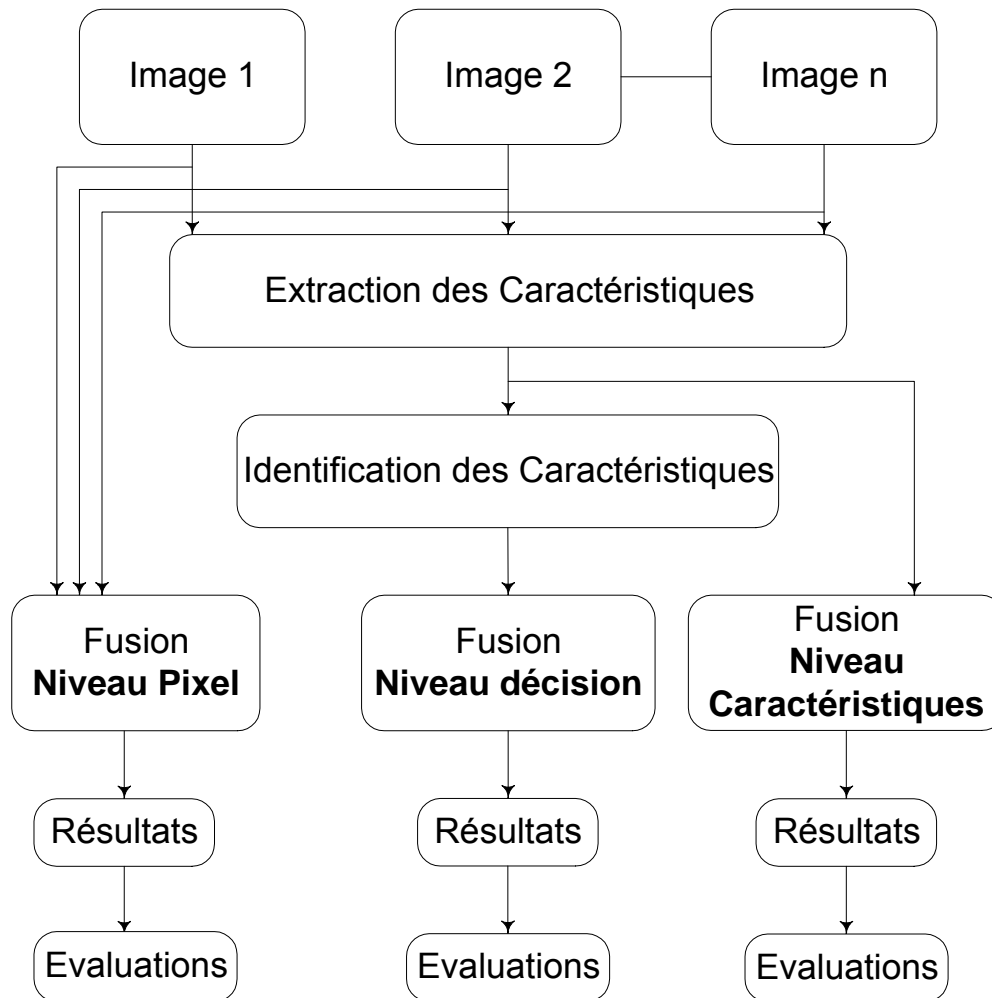 Image 1
Image 2
Image n
Extraction des Caractéristiques
Identification des Caractéristiques
Fusion
Niveau Pixel
Fusion
Niveau décision
Fusion
Niveau
Caractéristiques
Résultats
Résultats
Résultats
Evaluations
Evaluations
Evaluations